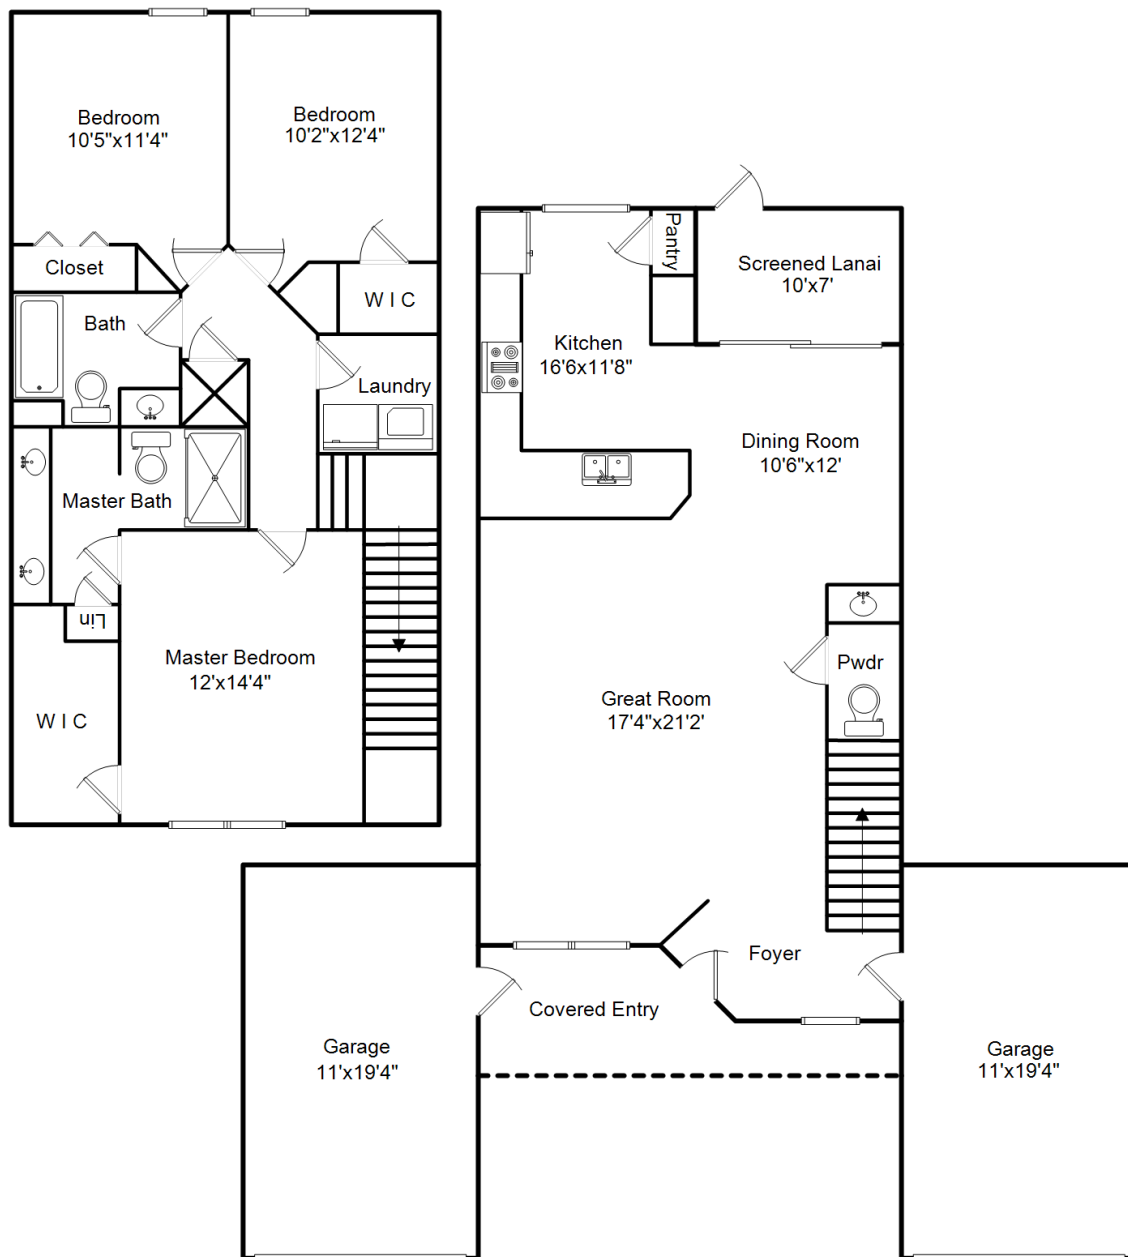 Bedroom
10'5"x11'4"
Bedroom
10'2"x12'4"
Closet
W I C
Bath
Laundry
Master Bath
Lin
Master Bedroom
12'x14'4"
W I C
Pantry
Screened Lanai
10'x7'
Kitchen
16'6x11'8"
Dining Room
10'6"x12'
Pwdr
Great Room
17'4"x21'2'
Foyer
Covered Entry
Garage
11'x19'4"
Garage
11'x19'4"